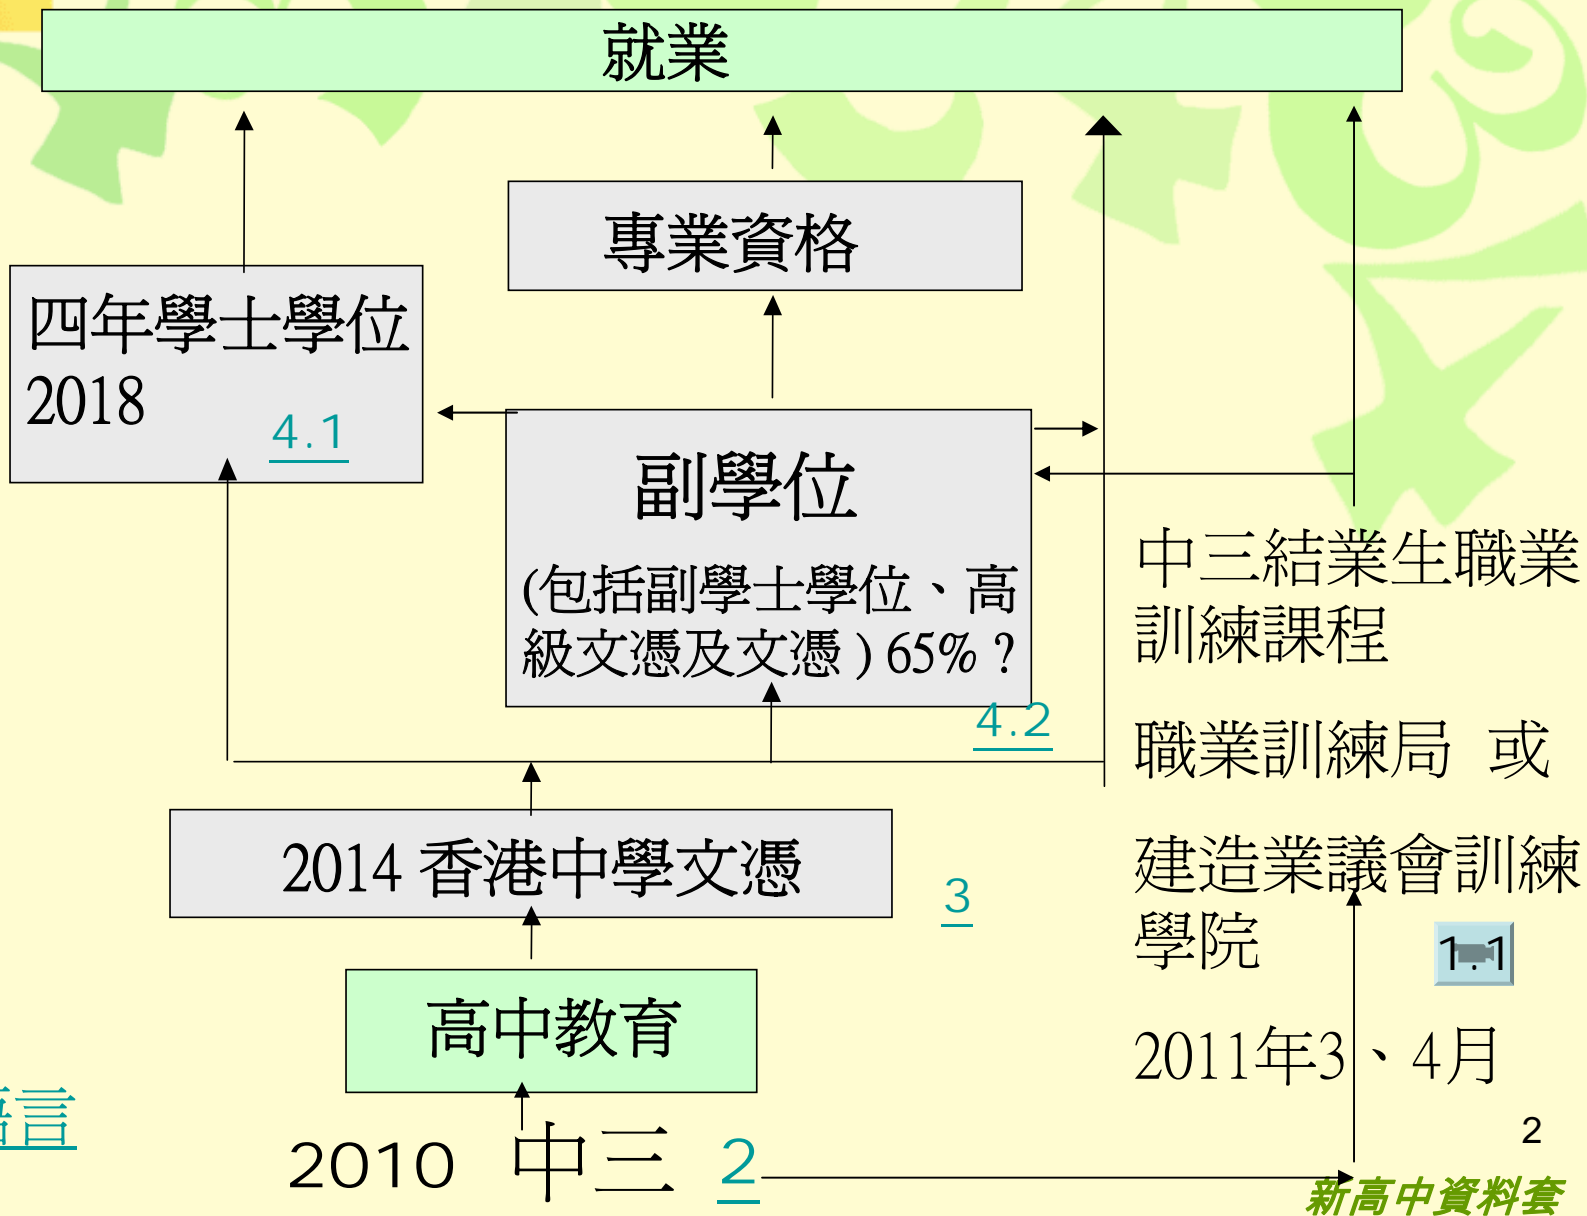 就業
專業資格
四年學士學位
2018
4.1
副學位
(包括副學士學位、高
級文憑及文憑 ) 65% ?
4.2
中三結業生職業
訓練課程
職業訓練局 或
建造業議會訓練
學院
1.1
2011年3、4月
2014 香港中學文憑
3
高中教育
語言
2010 中三 2
2
新高中資料套